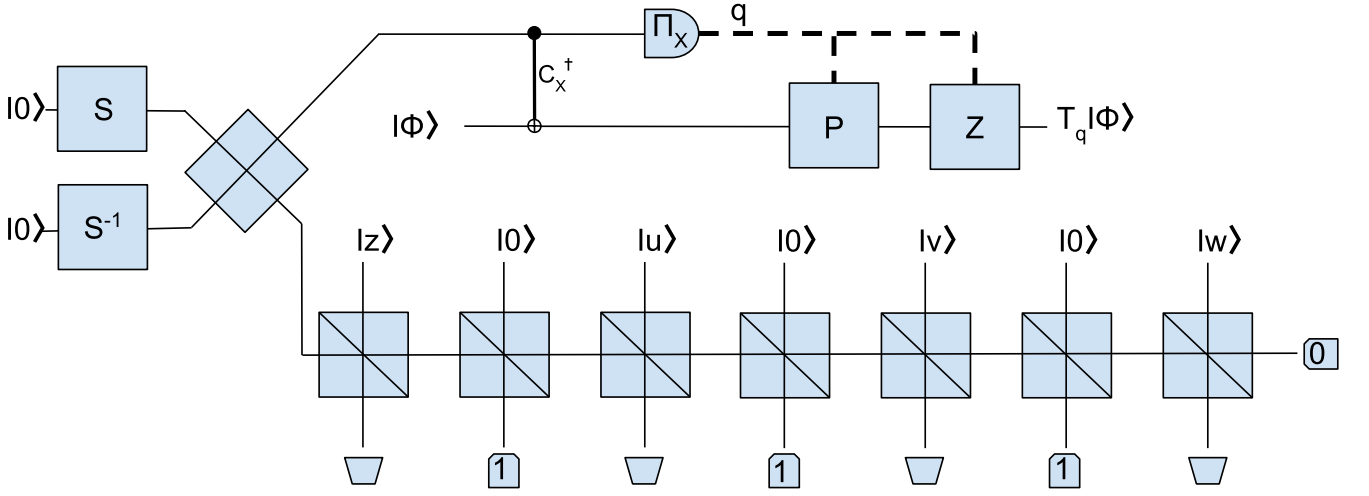 Π_X q
C_X†
|0⟩ S
|Φ⟩ P Z T_q|Φ⟩
|0⟩ S⁻¹
|z⟩ |0⟩ |u⟩ |0⟩ |v⟩ |0⟩ |w⟩
0
1 1 1